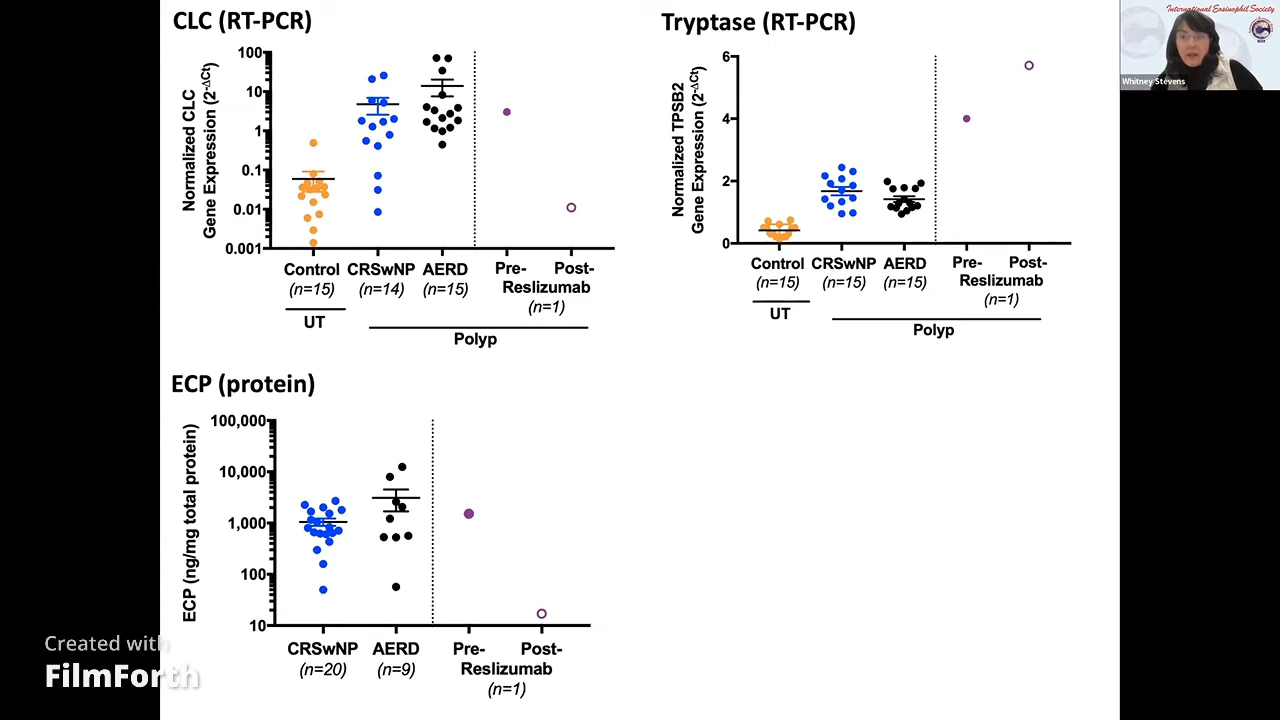 CLC (RT-PCR)
Normalized CLC
Gene Expression (2-ΔCt)
100
10
1
0.1
0.01
0.001
Control CRSwNP AERD Pre- Post-
(n=15) (n=14) (n=15) Reslizumab
(n=1)
UT
Polyp
Tryptase (RT-PCR)
Normalized TPSB2
Gene Expression (2-ΔCt)
6
4
2
0
Control CRSwNP AERD Pre- Post-
(n=15) (n=15) (n=15) Reslizumab
(n=1)
UT
Polyp
ECP (protein)
ECP (ng/mg total protein)
100,000
10,000
1,000
100
10
CRSwNP AERD Pre- Post-
(n=20) (n=9) Reslizumab
(n=1)
International Eosinophil Society
Whitney Stevens
Created with
FilmForth